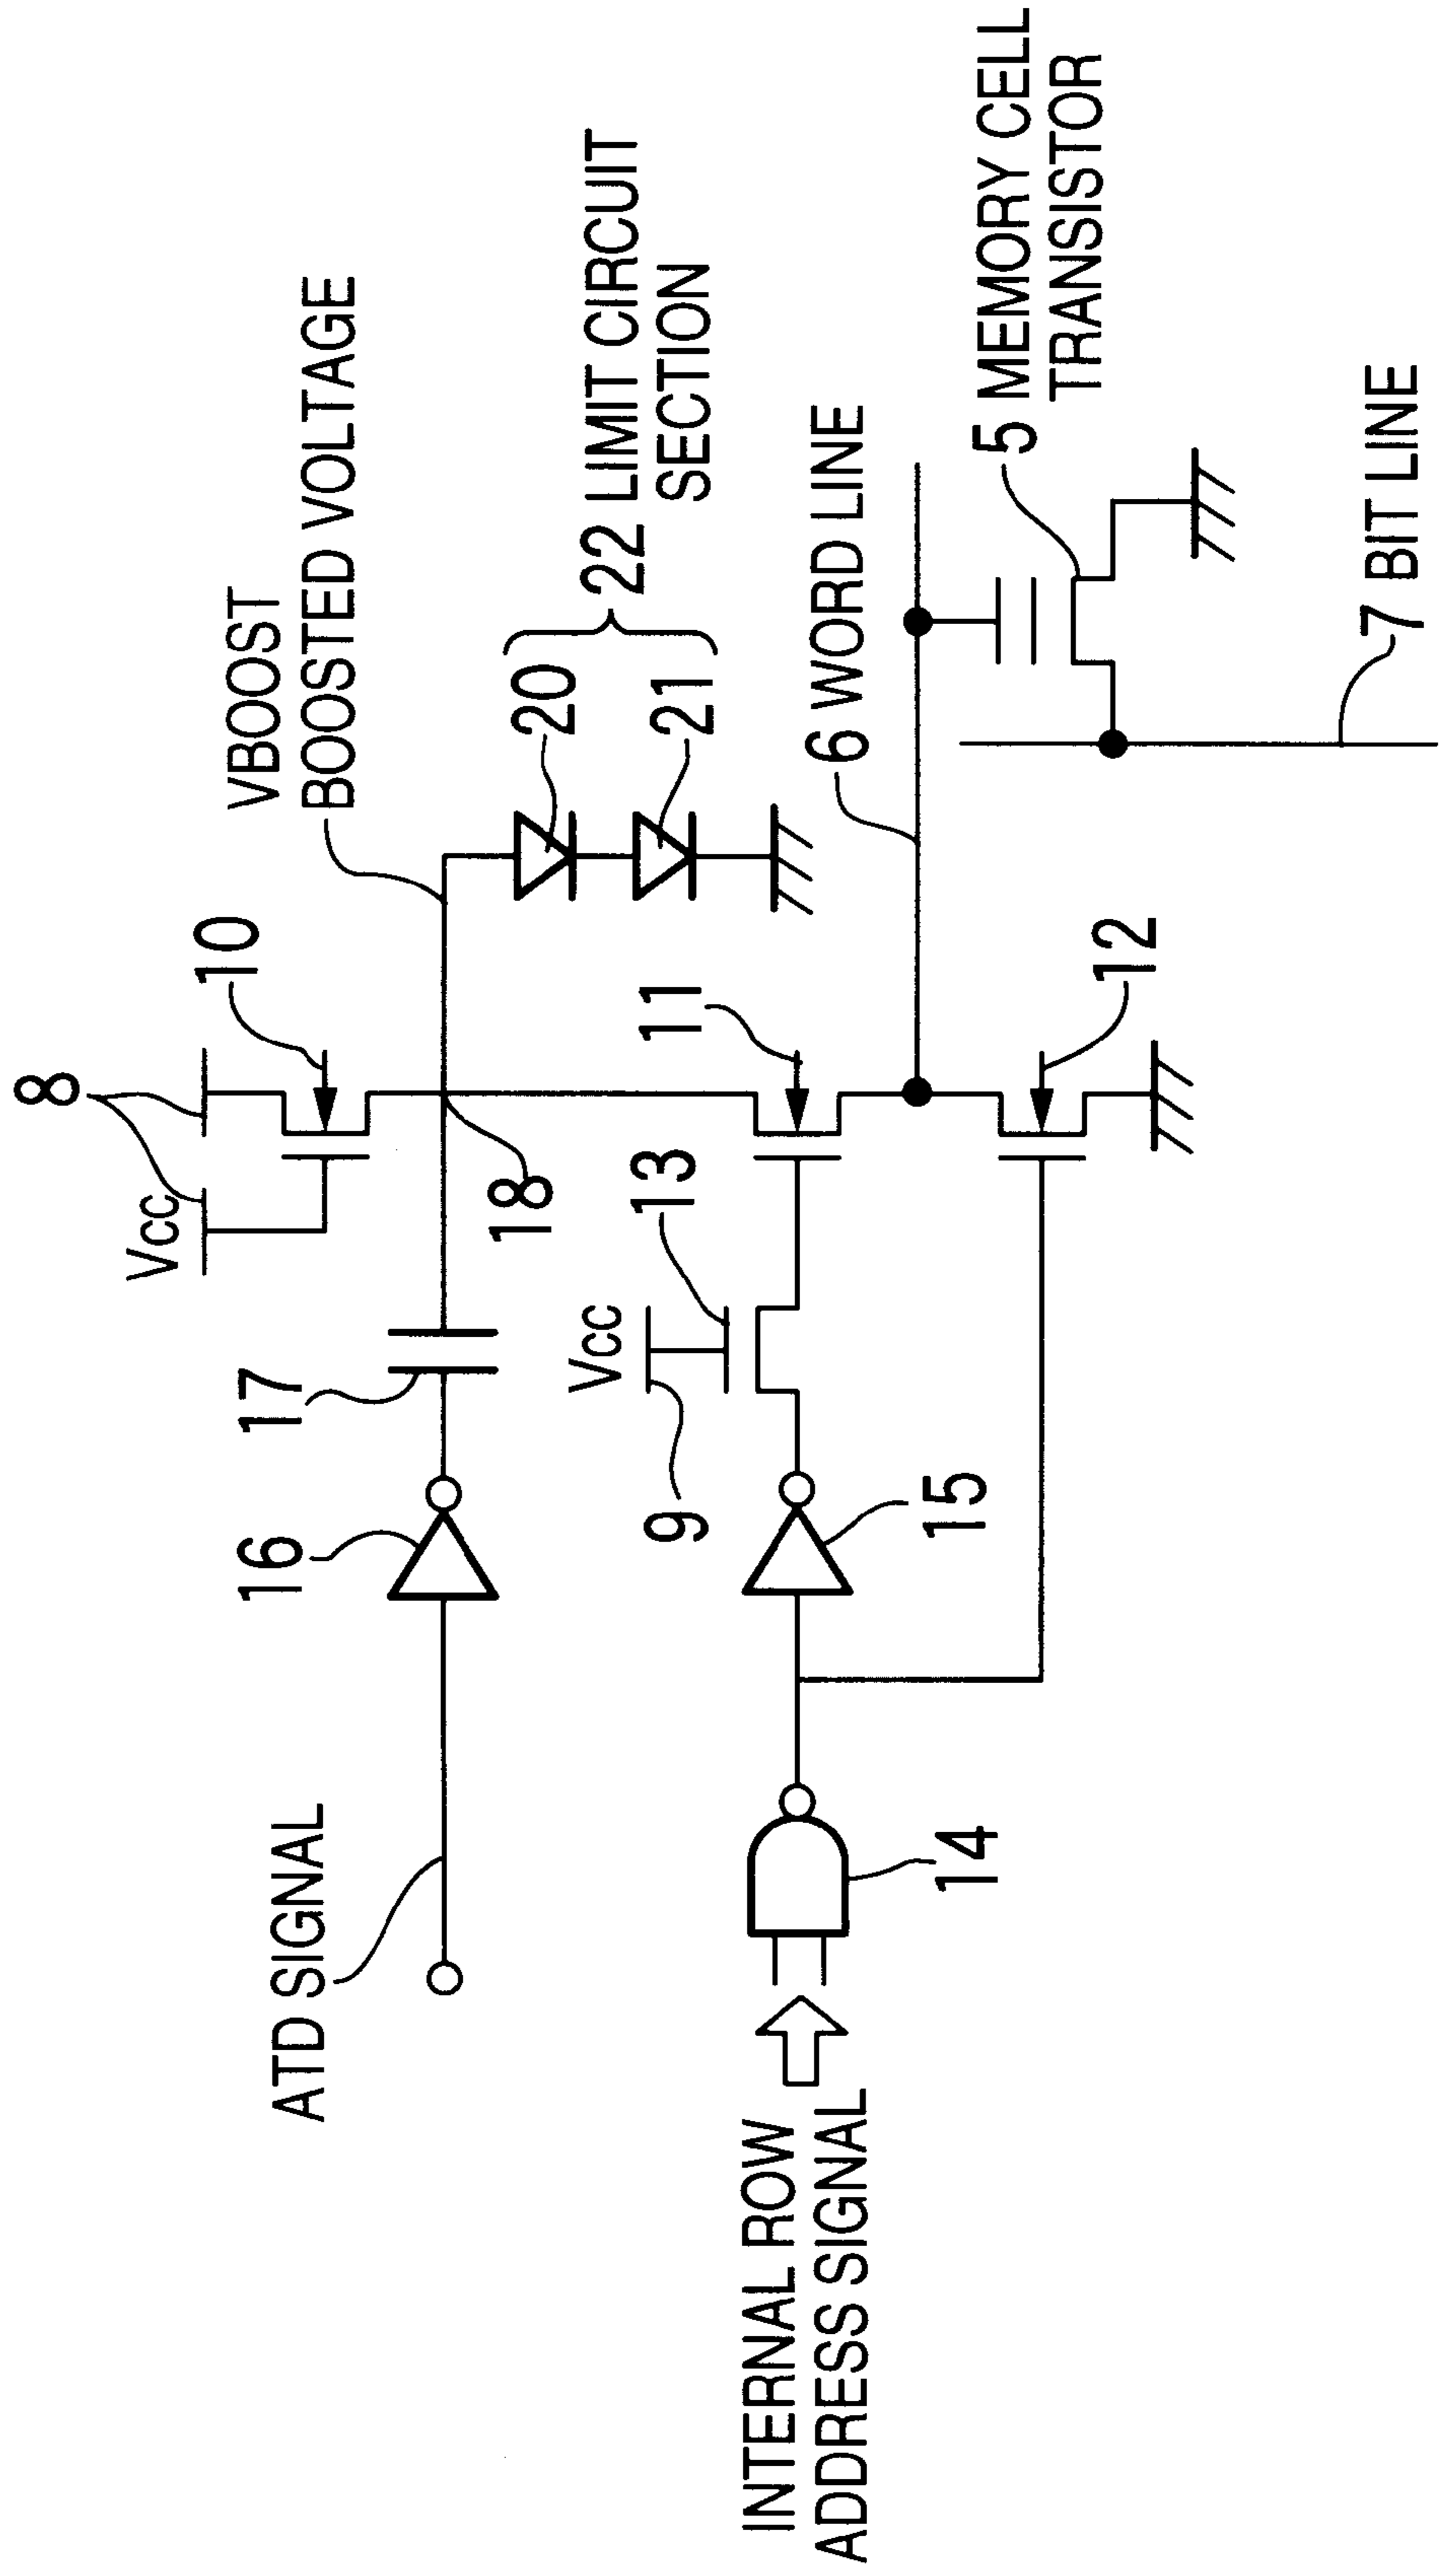 8
Vcc
10
VBOOST
BOOSTED VOLTAGE
ATD SIGNAL
16
17
18
20
21
22 LIMIT CIRCUIT
SECTION
Vcc
9
13
11
6 WORD LINE
INTERNAL ROW
ADDRESS SIGNAL
14
15
12
5 MEMORY CELL
TRANSISTOR
7 BIT LINE